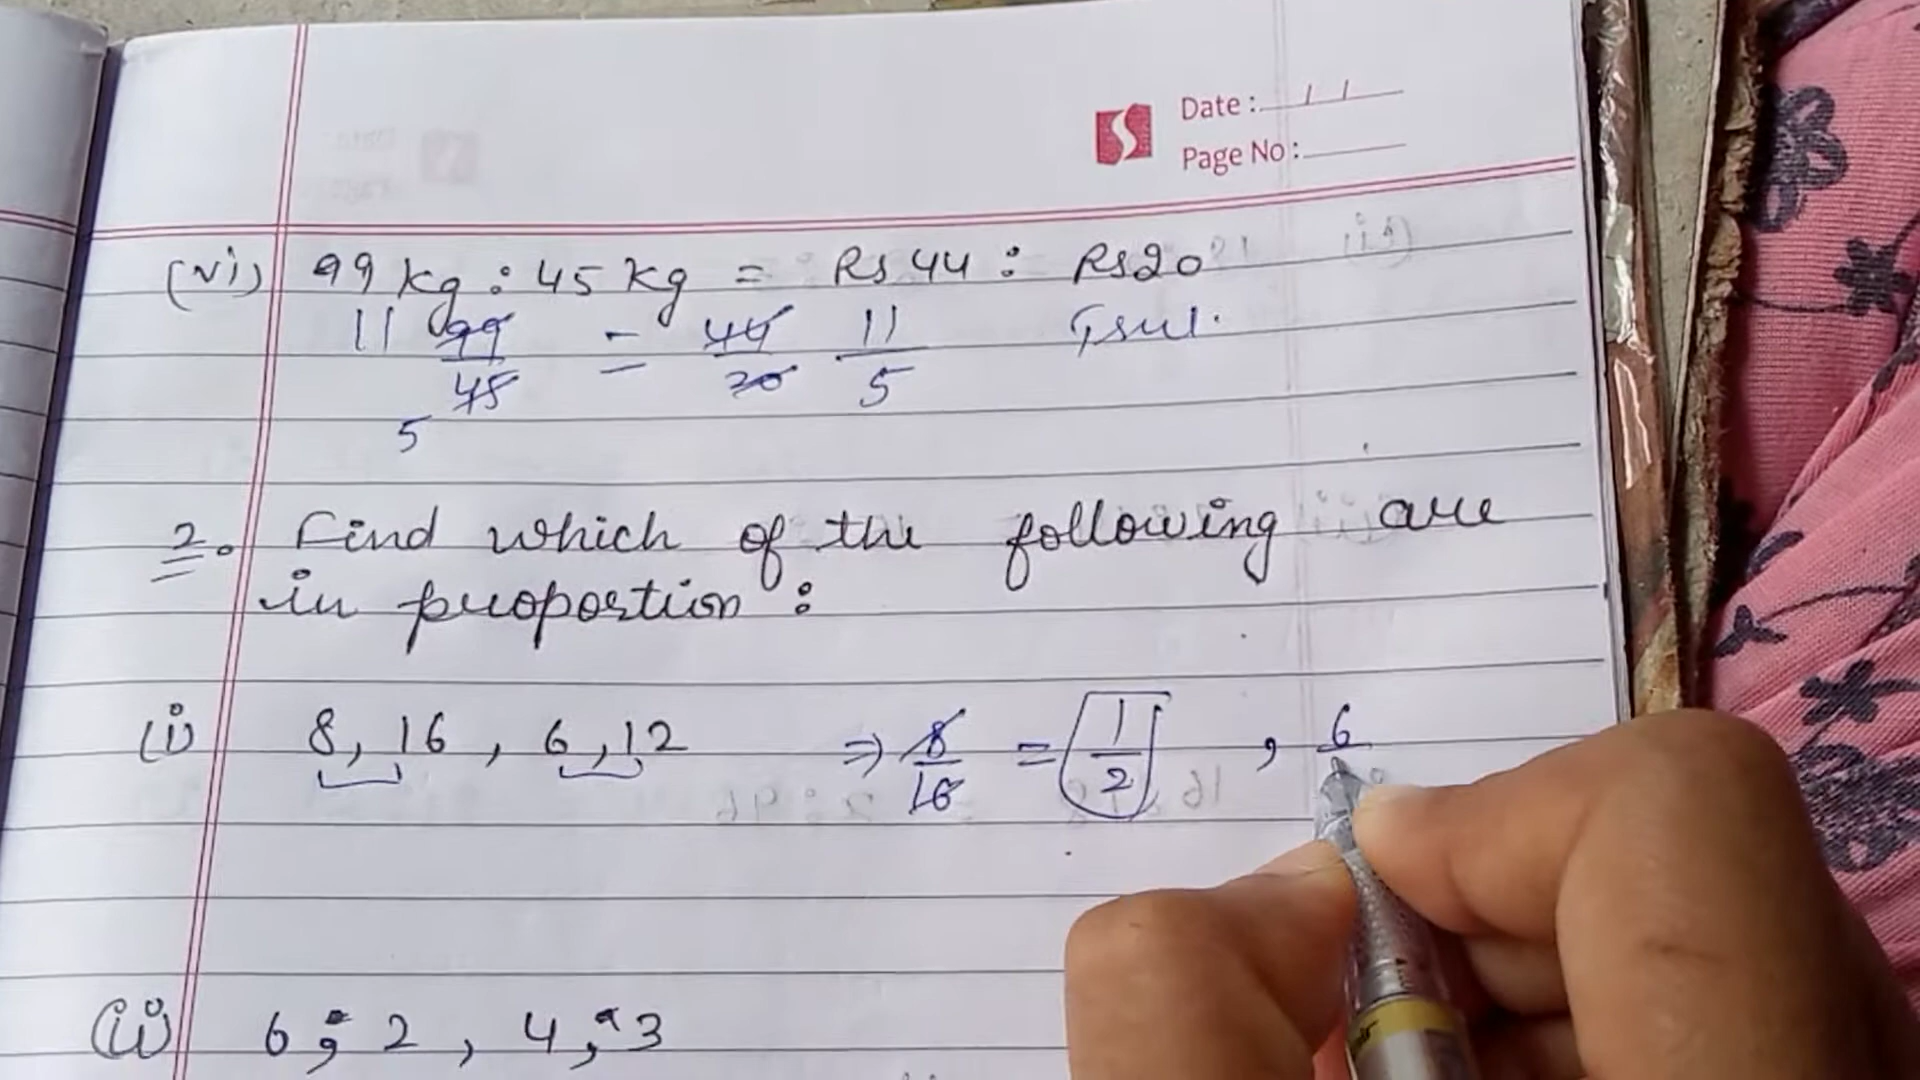 Date : / /
Page No :
(vi) 99 kg : 45 kg = Rs 44 : Rs 20
11 99/45 5 = 44/20 11/5
2. Find which of the following are
in proportion :
(i) 8, 16 , 6, 12 ⇒ 8/16 = 1/2 , 6
(ii) 6 , 2 , 4 , 3